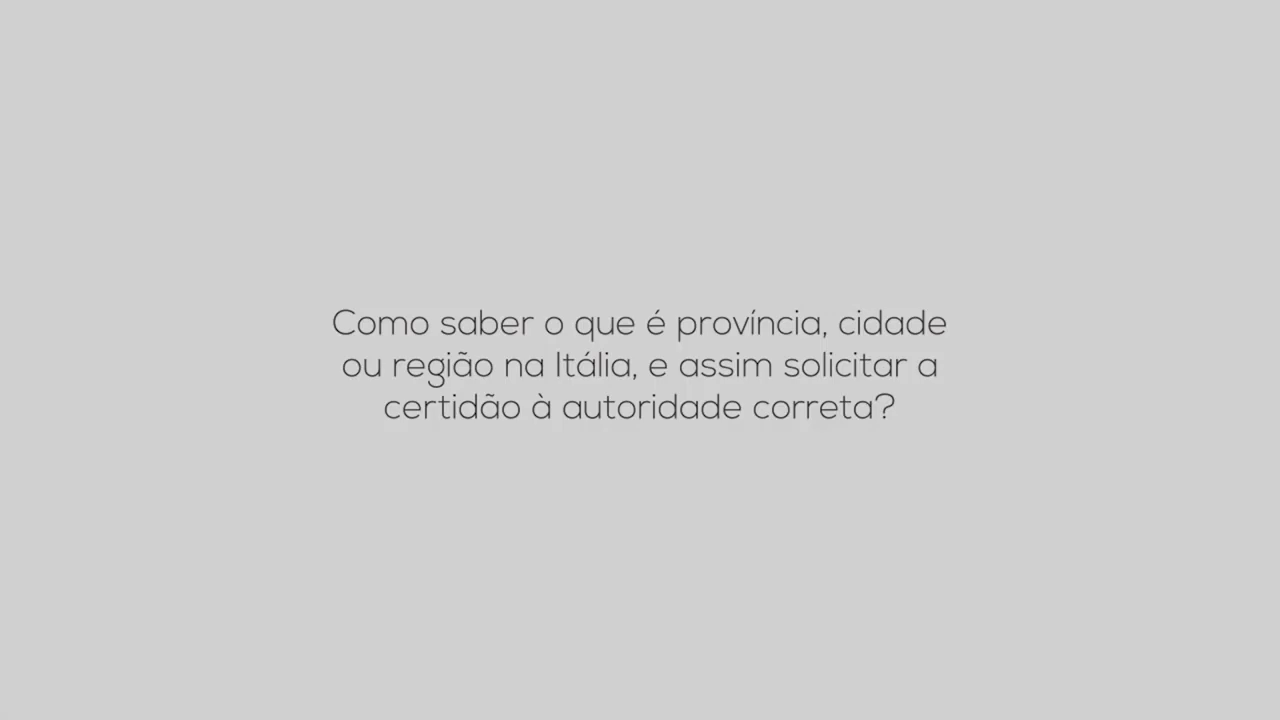 Como saber o que é província, cidade
ou região na Itália, e assim solicitar a
certidão à autoridade correta?